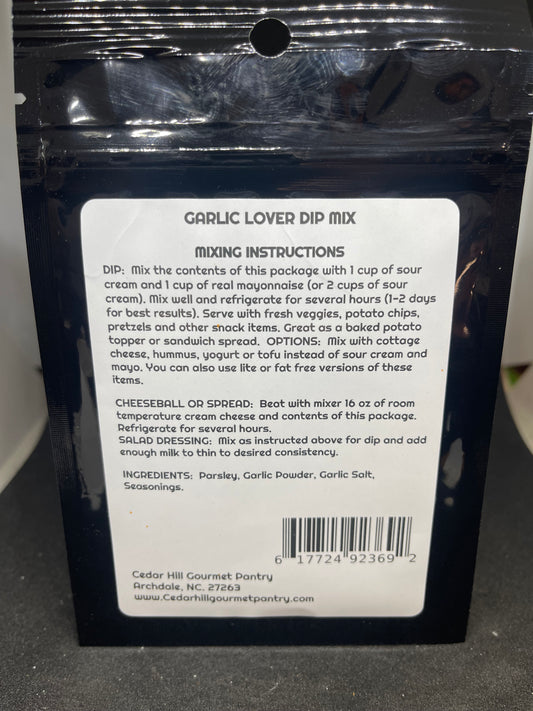 GARLIC LOVER DIP MIX
MIXING INSTRUCTIONS
DIP: Mix the contents of this package with 1 cup of sour
cream and 1 cup of real mayonnaise (or 2 cups of sour
cream). Mix well and refrigerate for several hours (1-2 days
for best results). Serve with fresh veggies, potato chips,
pretzels and other snack items. Great as a baked potato
topper or sandwich spread. OPTIONS: Mix with cottage
cheese, hummus, yogurt or tofu instead of sour cream and
mayo. You can also use lite or fat free versions of these
items.
CHEESEBALL OR SPREAD: Beat with mixer 16 oz of room
temperature cream cheese and contents of this package.
Refrigerate for several hours.
SALAD DRESSING: Mix as instructed above for dip and add
enough milk to thin to desired consistency.
INGREDIENTS: Parsley, Garlic Powder, Garlic Salt,
Seasonings.
6 17724 92369 2
Cedar Hill Gourmet Pantry
Archdale, NC. 27263
www.Cedarhillgourmetpantry.com